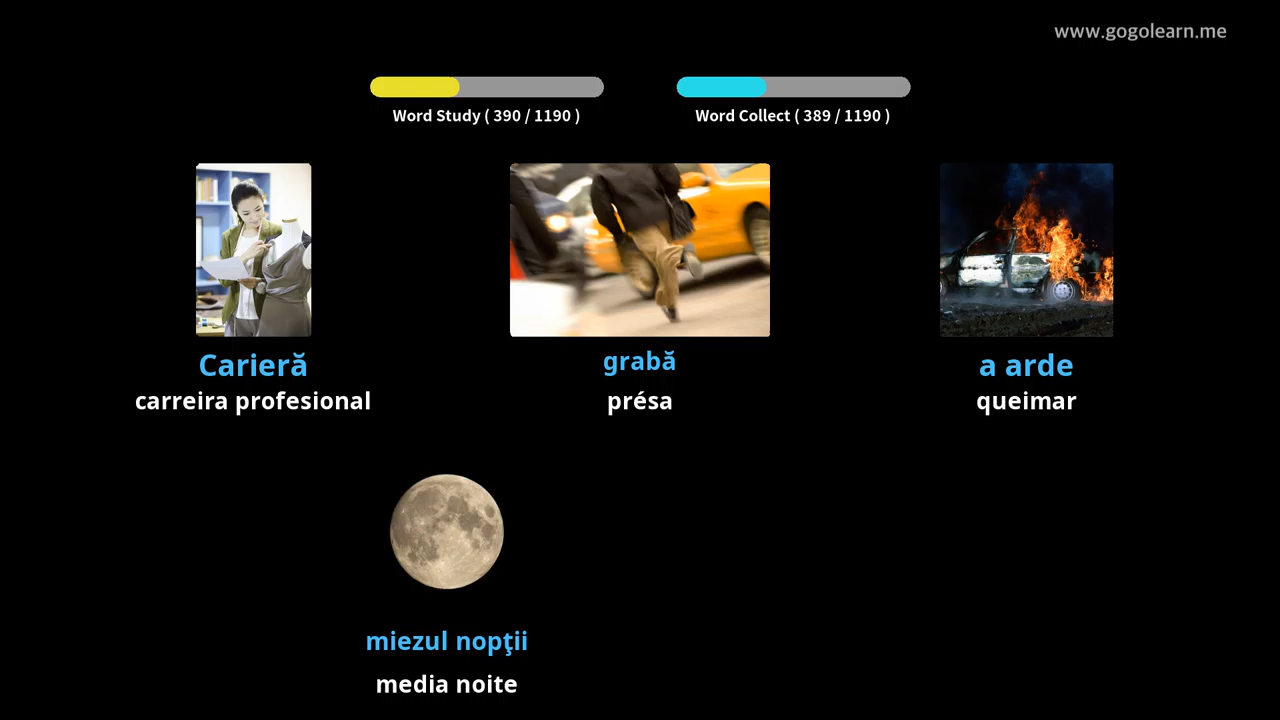 www.gogolearn.me
Word Study ( 390 / 1190 )
Word Collect ( 389 / 1190 )
Carieră
carreira profesional
grabă
présa
a arde
queimar
miezul nopţii
media noite